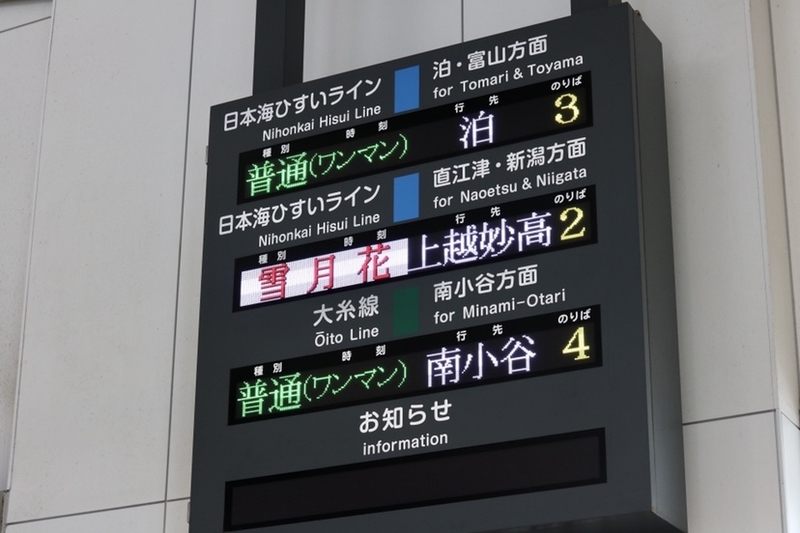 日本海ひすいライン 泊・富山方面
Nihonkai Hisui Line for Tomari & Toyama
種別 時刻 行先 のりば
普通(ワンマン) 泊 3
日本海ひすいライン 直江津・新潟方面
Nihonkai Hisui Line for Naoetsu & Niigata
種別 時刻 行先 のりば
雪月花 上越妙高 2
大糸線 南小谷方面
Ōito Line for Minami-Otari
種別 時刻 行先 のりば
普通(ワンマン) 南小谷 4
お知らせ
information